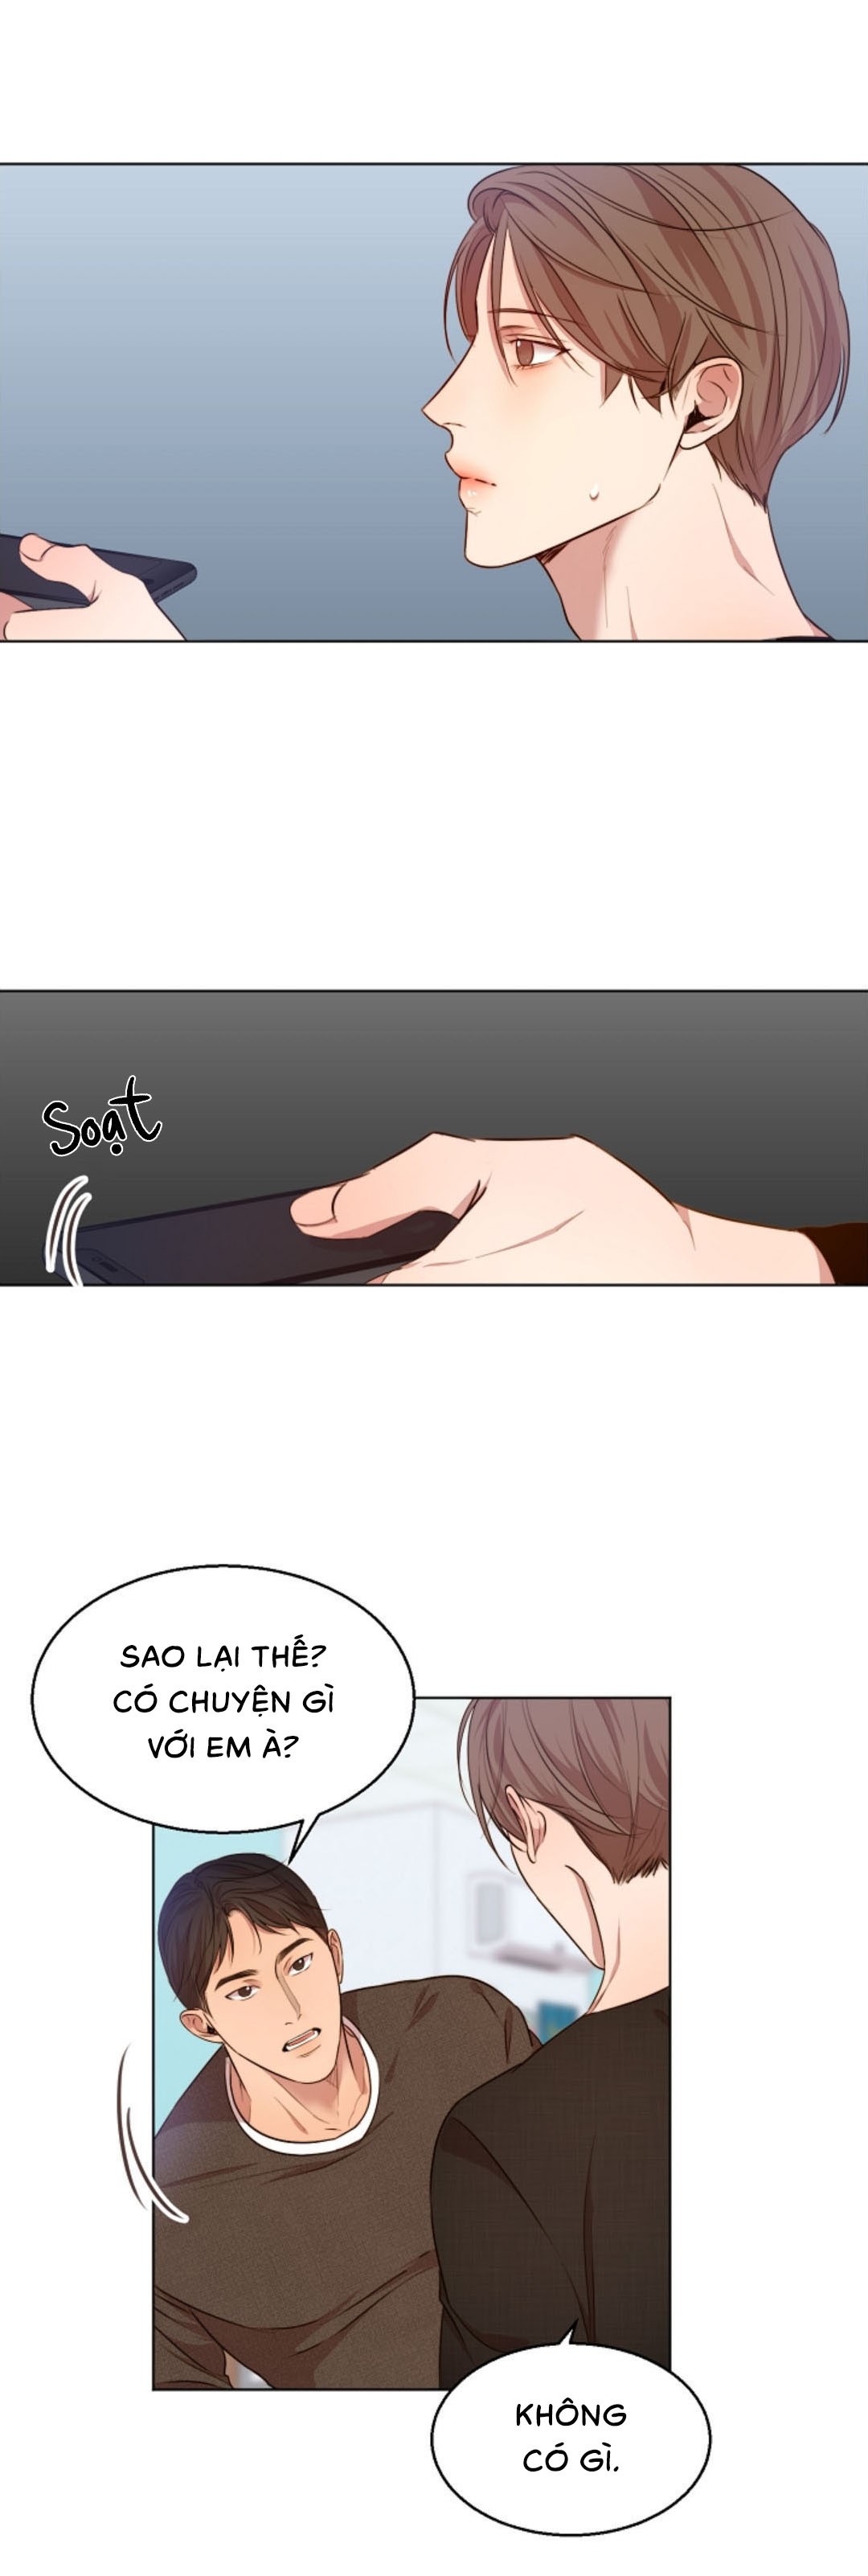 Soạt
SAO LẠI THẾ?
CÓ CHUYỆN GÌ
VỚI EM À?
KHÔNG
CÓ GÌ.